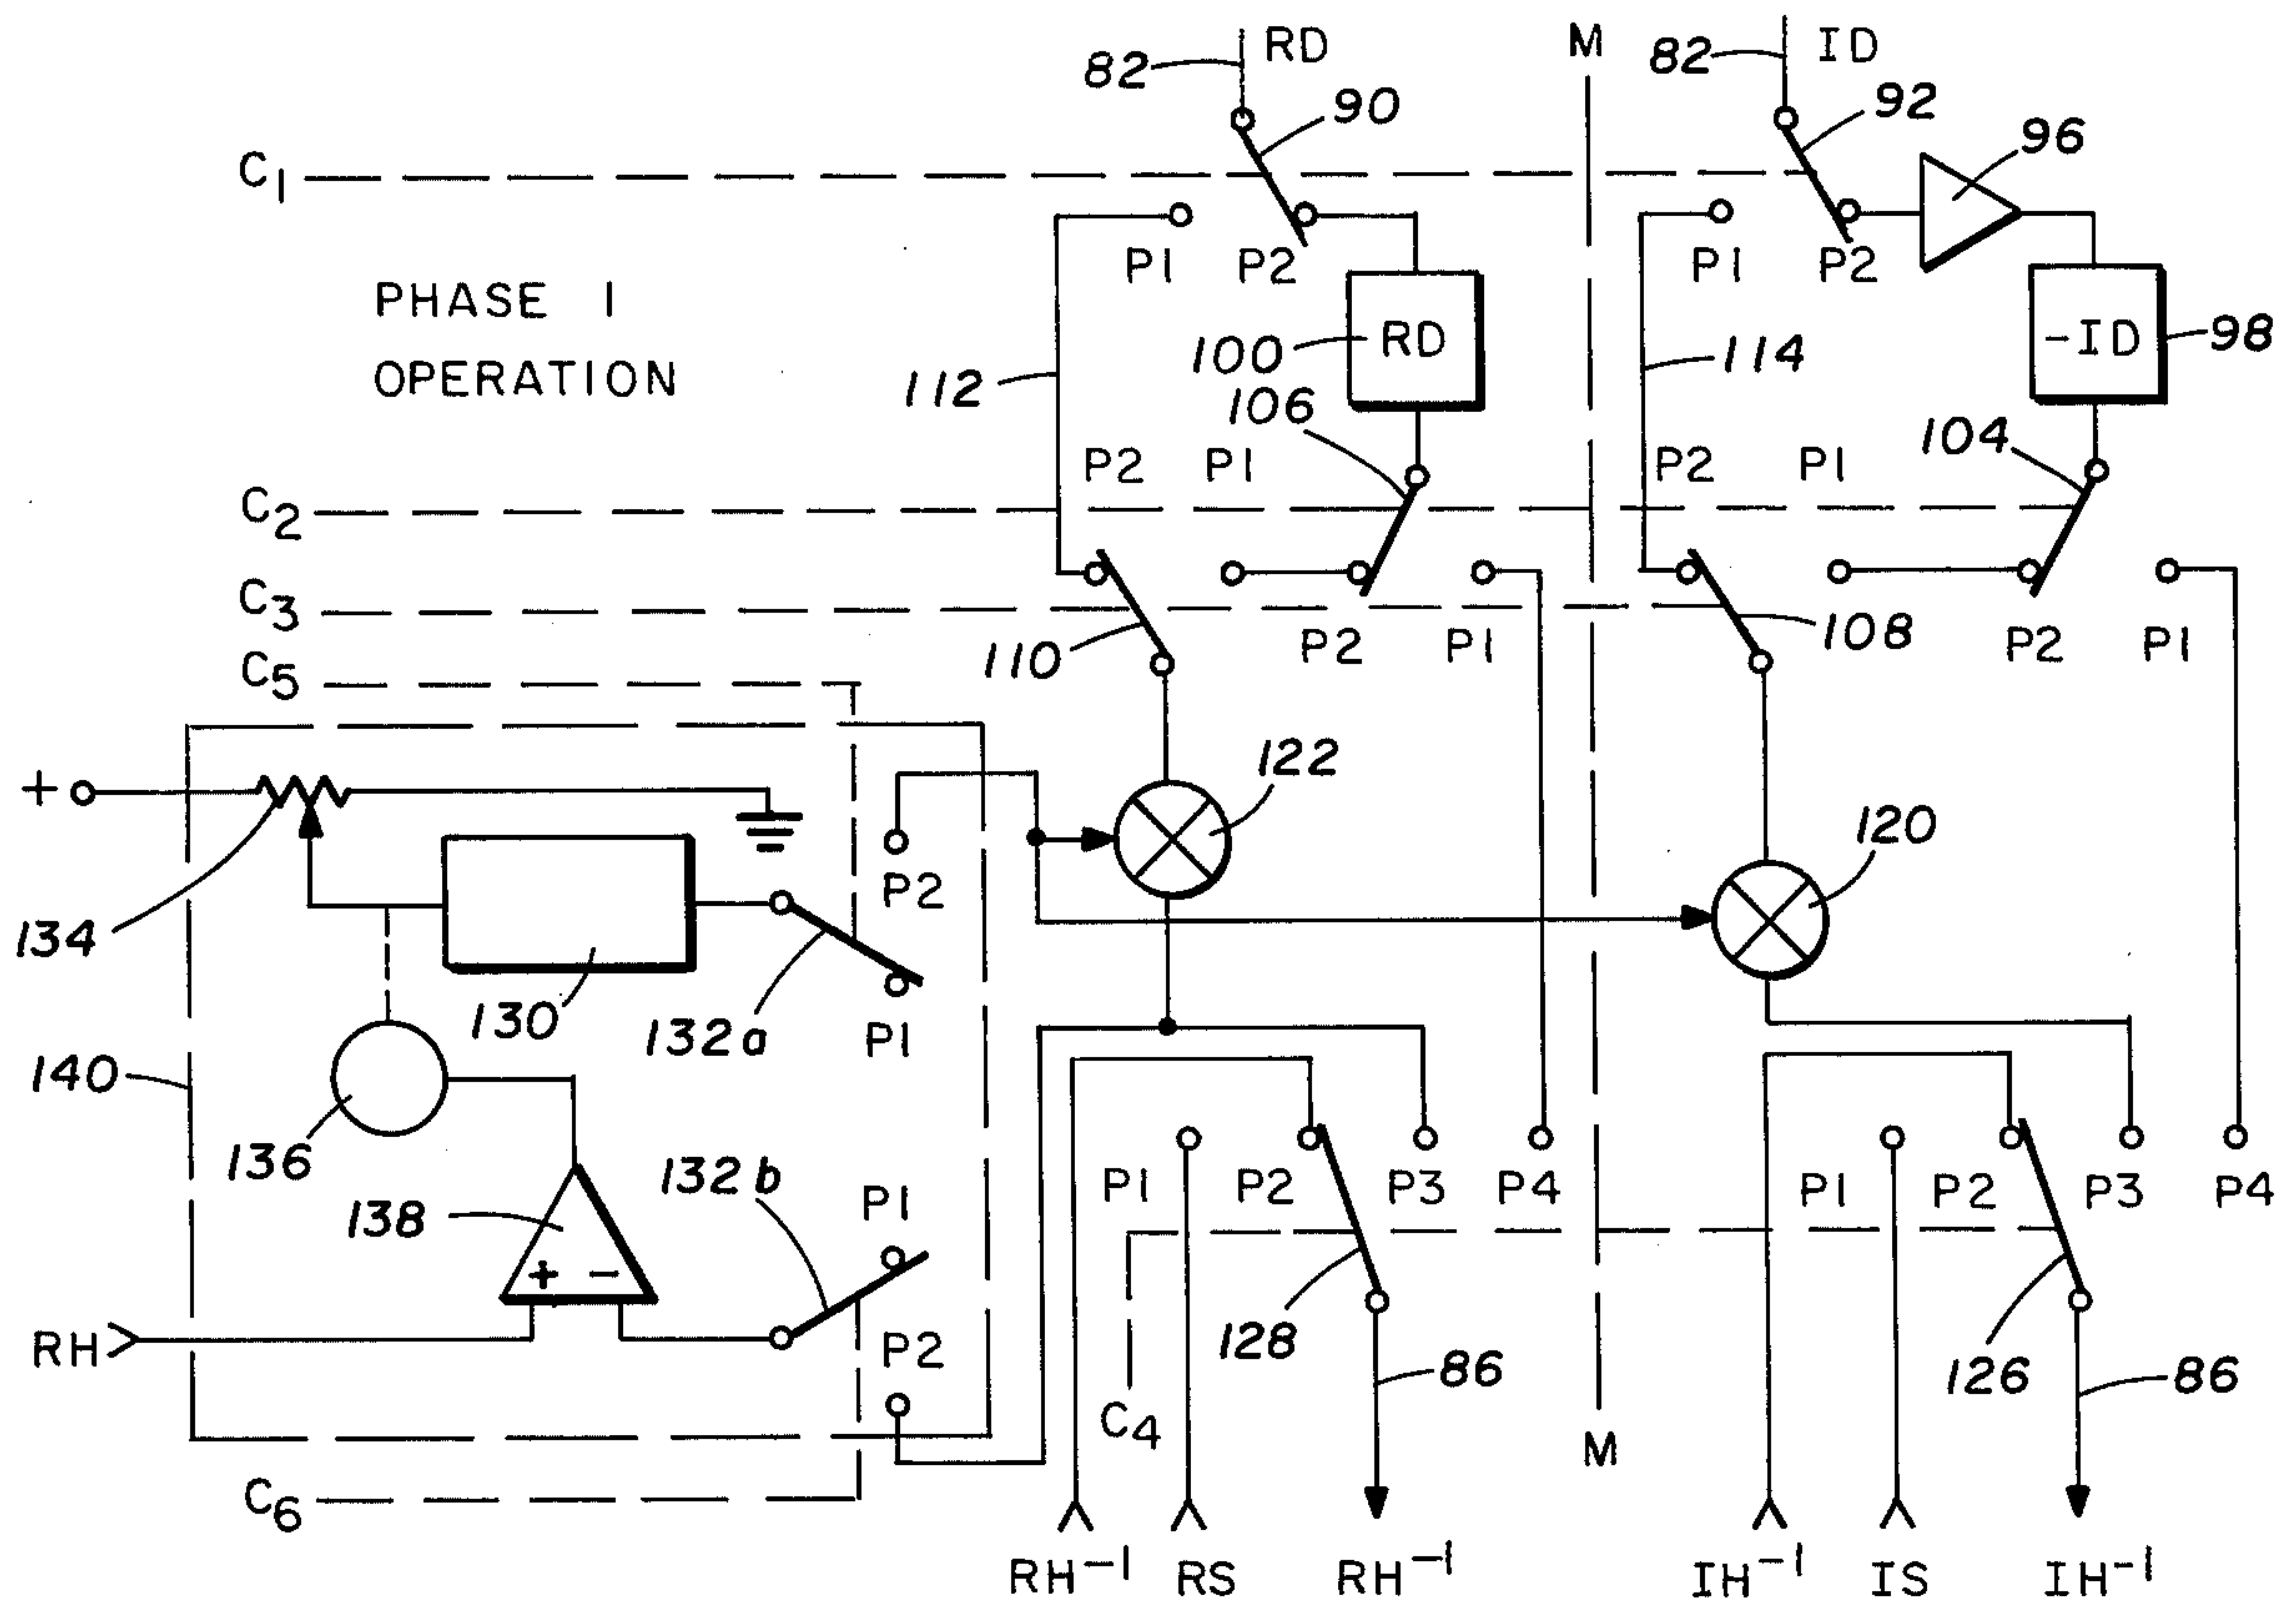 RD M ID
82 82
90 92 96
C1
P1 P2 P1 P2
PHASE 1
OPERATION
100 RD 114 -ID 98
112 106
P2 P1 P2 P1 104
C2
C3
110 P2 P1 108 P2 P1
C5
122
+
120
P2
134
130 132a P1
140
136
132b P1
138
P1 P2 P3 P4 P1 P2 P3 P4
+ -
RH P2
128 86 126 86
C4
M
C6
RH-1 RS RH-1 IH-1 IS IH-1